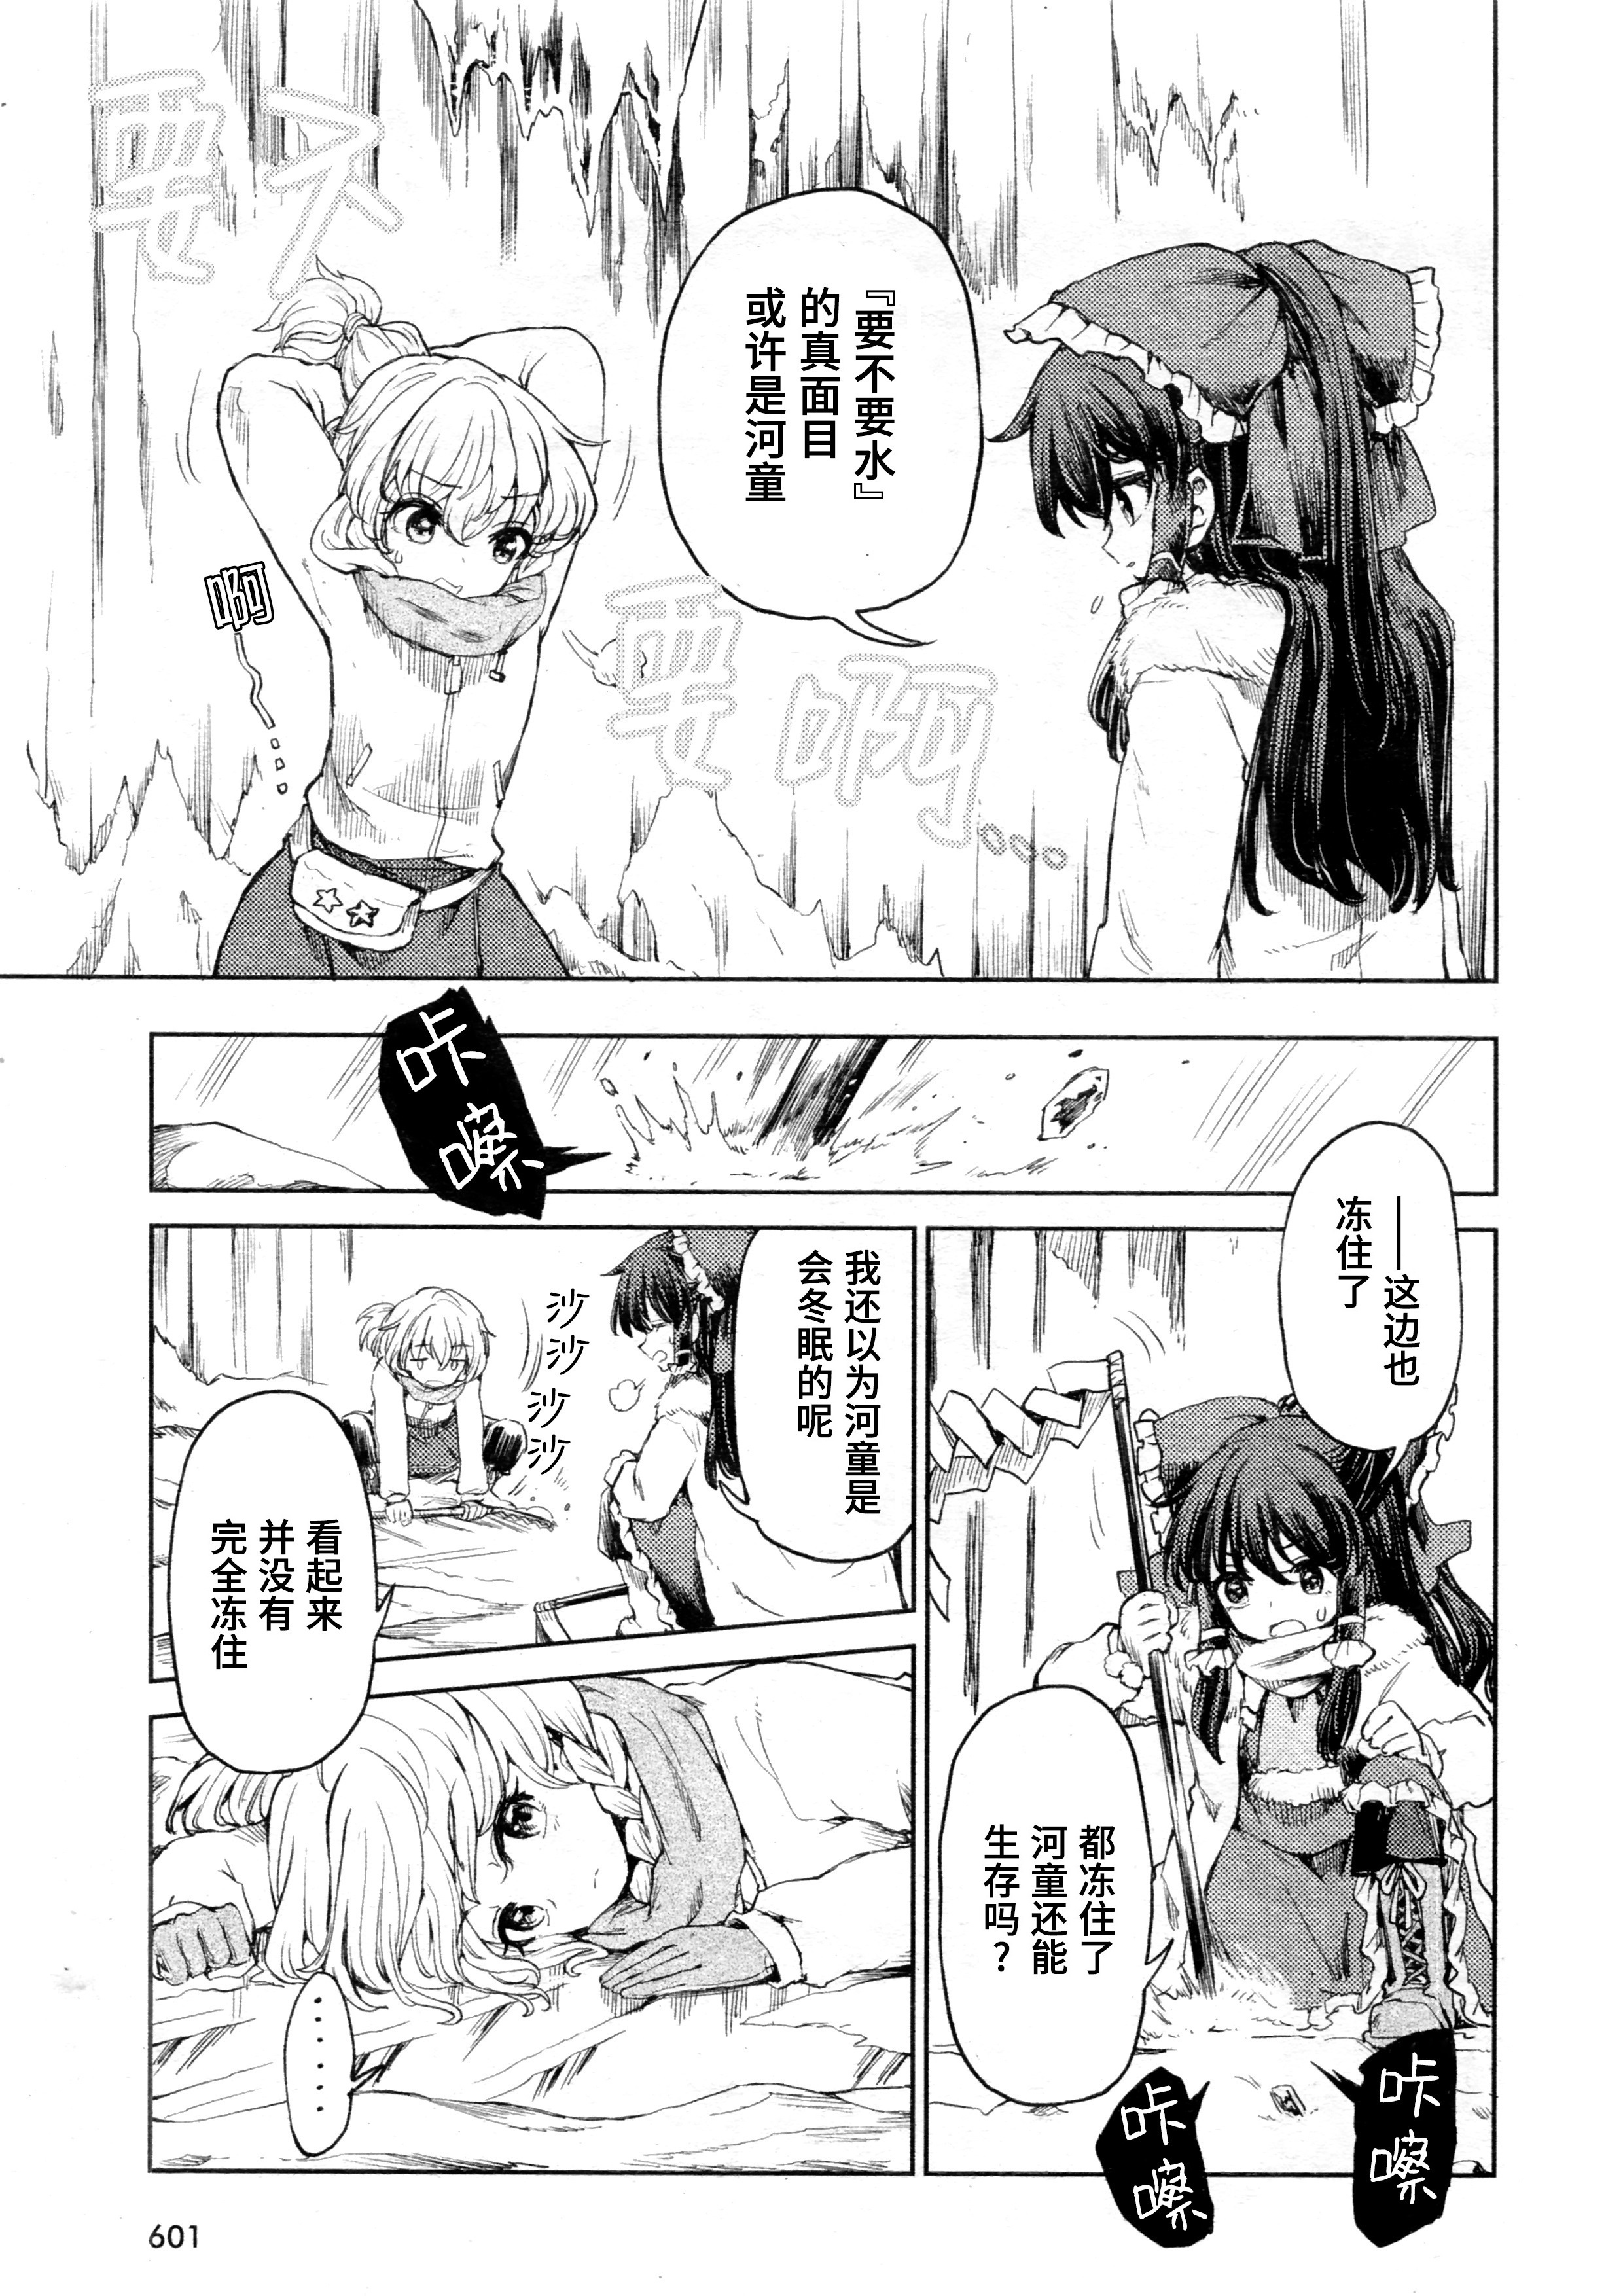 『要不要水』
的真面目
或许是河童
要不
要啊...
啊
咔嚓
——这边也
冻住了
都冻住了
河童还能
生存吗？
咔嚓
咔嚓
我还以为河童是
会冬眠的呢
沙沙沙沙
看起来
并没有
完全冻住
......
601